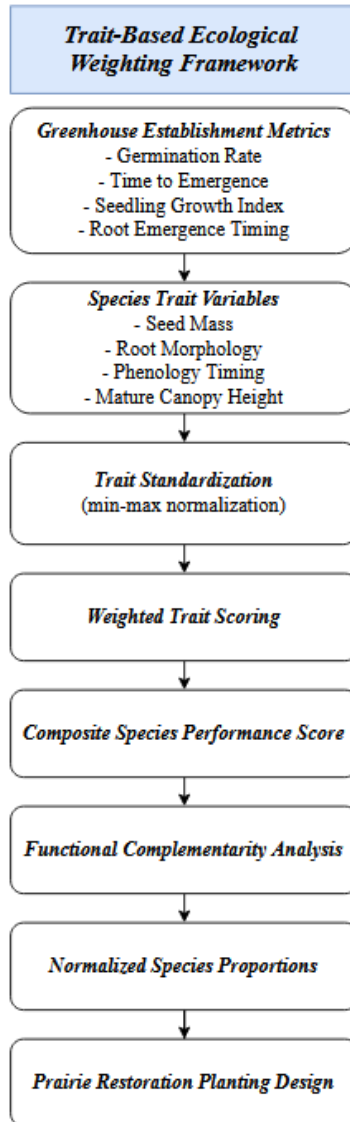 Trait-Based Ecological
Weighting Framework
Greenhouse Establishment Metrics
- Germination Rate
- Time to Emergence
- Seedling Growth Index
- Root Emergence Timing
Species Trait Variables
- Seed Mass
- Root Morphology
- Phenology Timing
- Mature Canopy Height
Trait Standardization
(min-max normalization)
Weighted Trait Scoring
Composite Species Performance Score
Functional Complementarity Analysis
Normalized Species Proportions
Prairie Restoration Planting Design